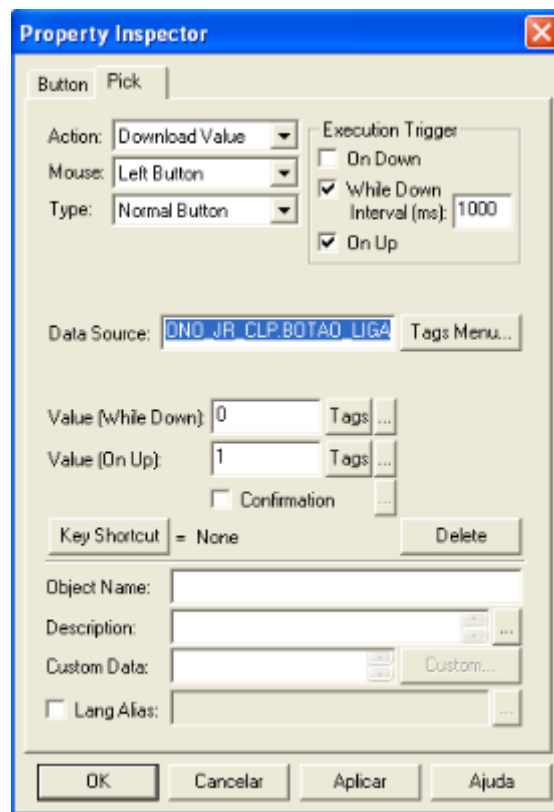 Property Inspector
Button Pick
Action: Download Value
Mouse: Left Button
Type: Normal Button
Execution Trigger
On Down
While Down
Interval (ms): 1000
On Up
Data Source: ONO_JR_CLP.BOTAO_LIGA Tags Menu...
Value (While Down): 0 Tags ...
Value (On Up): 1 Tags ...
Confirmation ...
Key Shortcut = None Delete
Object Name:
Description: ...
Custom Data: Custom...
Lang Alias: ...
OK Cancelar Aplicar Ajuda